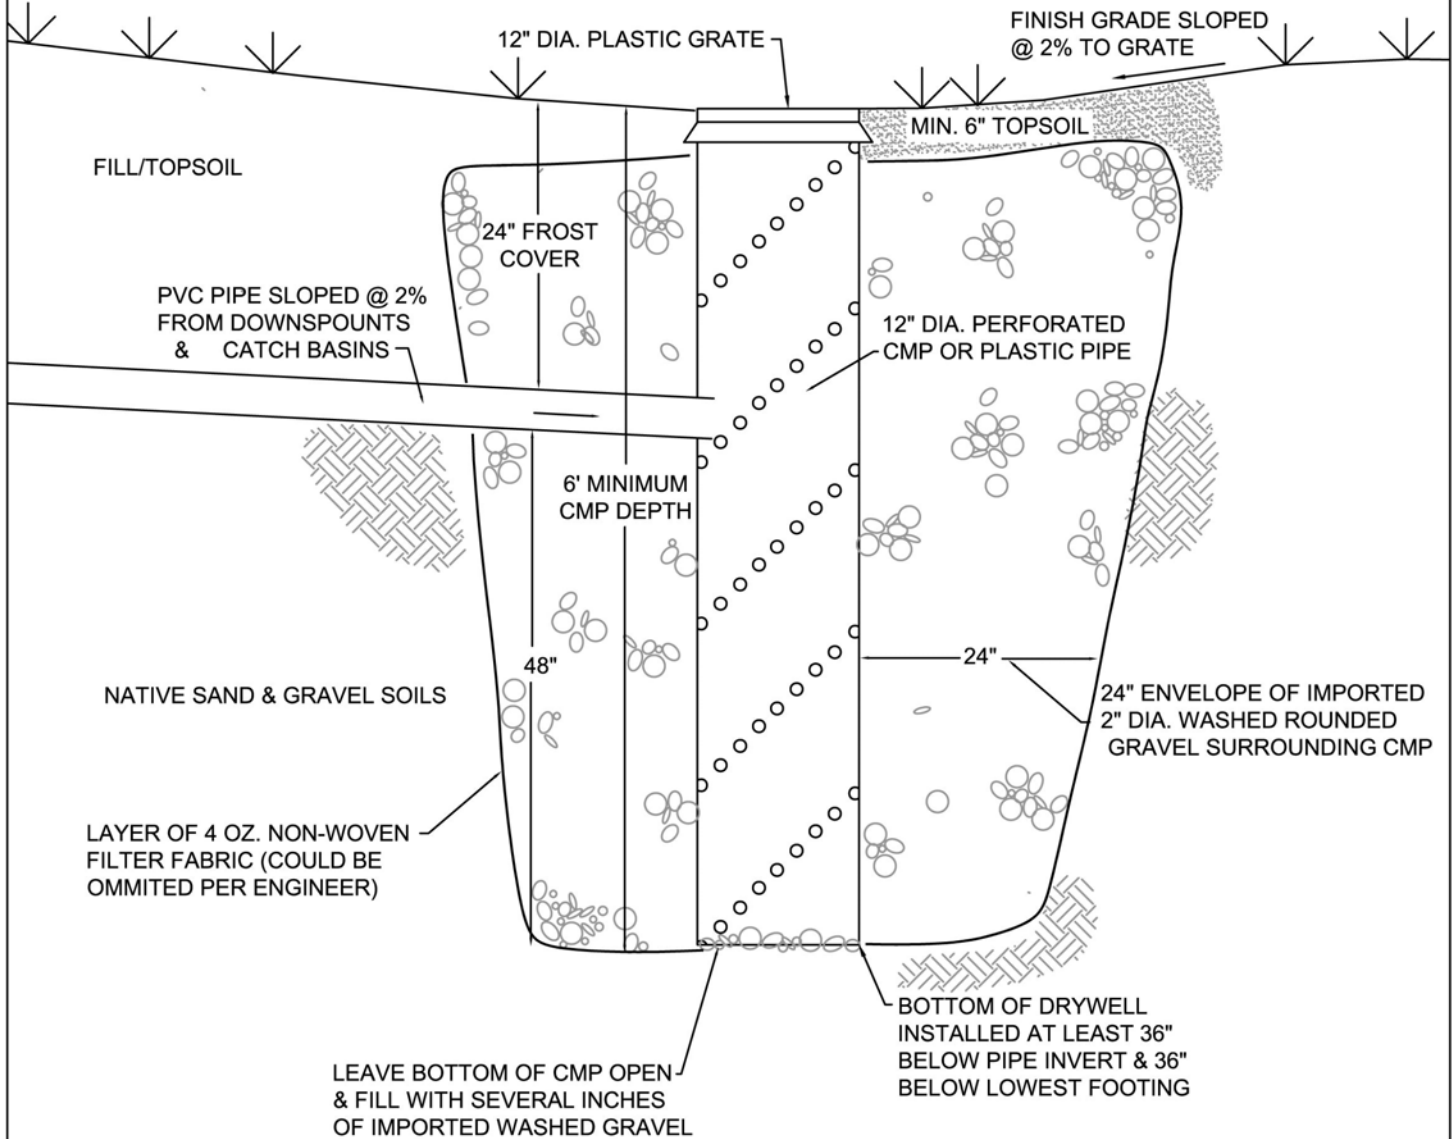 12" DIA. PLASTIC GRATE
FINISH GRADE SLOPED
@ 2% TO GRATE
MIN. 6" TOPSOIL
FILL/TOPSOIL
24" FROST
COVER
PVC PIPE SLOPED @ 2%
FROM DOWNSPOUNTS
& CATCH BASINS
12" DIA. PERFORATED
CMP OR PLASTIC PIPE
6' MINIMUM
CMP DEPTH
48"
24"
NATIVE SAND & GRAVEL SOILS
24" ENVELOPE OF IMPORTED
2" DIA. WASHED ROUNDED
GRAVEL SURROUNDING CMP
LAYER OF 4 OZ. NON-WOVEN
FILTER FABRIC (COULD BE
OMMITED PER ENGINEER)
BOTTOM OF DRYWELL
INSTALLED AT LEAST 36"
BELOW PIPE INVERT & 36"
BELOW LOWEST FOOTING
LEAVE BOTTOM OF CMP OPEN
& FILL WITH SEVERAL INCHES
OF IMPORTED WASHED GRAVEL